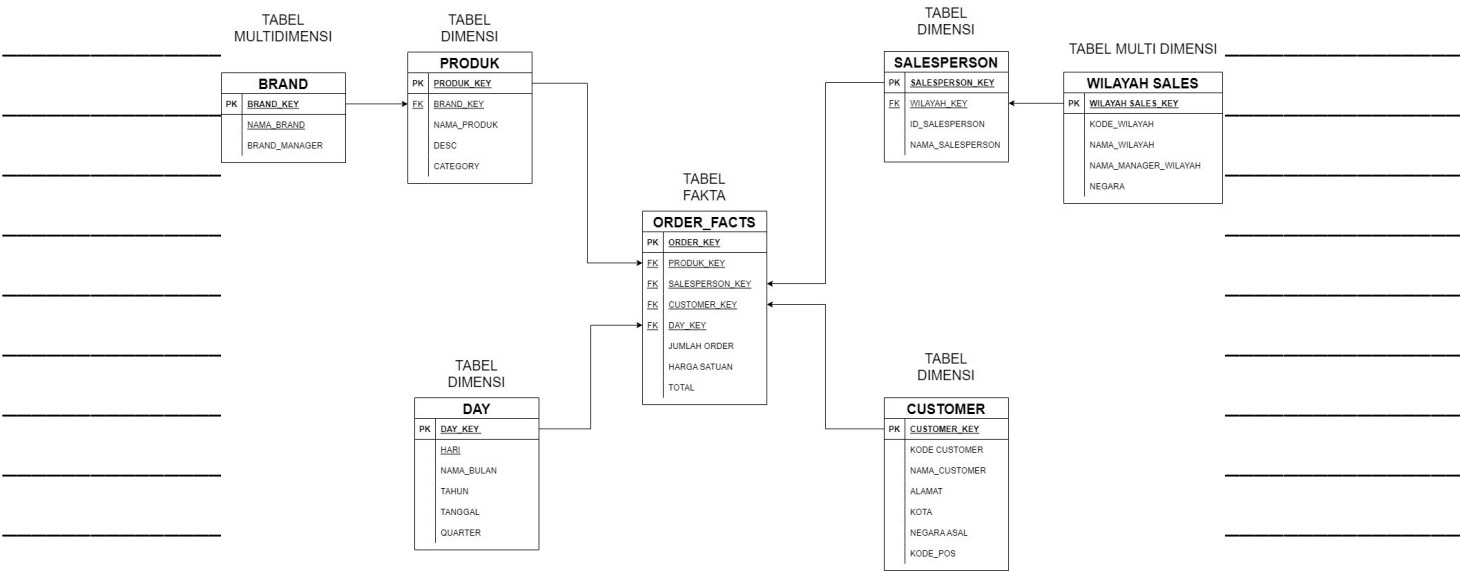 TABEL
MULTIDIMENSI
BRAND
PK BRAND_KEY
NAMA_BRAND
BRAND_MANAGER
TABEL
DIMENSI
PRODUK
PK PRODUK_KEY
FK BRAND_KEY
NAMA_PRODUK
DESC
CATEGORY
TABEL
DIMENSI
SALESPERSON
PK SALESPERSON_KEY
FK WILAYAH_KEY
ID_SALESPERSON
NAMA_SALESPERSON
TABEL MULTI DIMENSI
WILAYAH SALES
PK WILAYAH SALES_KEY
KODE_WILAYAH
NAMA_WILAYAH
NAMA_MANAGER_WILAYAH
NEGARA
TABEL
FAKTA
ORDER_FACTS
PK ORDER_KEY
FK PRODUK_KEY
FK SALESPERSON_KEY
FK CUSTOMER_KEY
FK DAY_KEY
JUMLAH ORDER
HARGA SATUAN
TOTAL
TABEL
DIMENSI
DAY
PK DAY_KEY
HARI
NAMA_BULAN
TAHUN
TANGGAL
QUARTER
TABEL
DIMENSI
CUSTOMER
PK CUSTOMER_KEY
KODE CUSTOMER
NAMA_CUSTOMER
ALAMAT
KOTA
NEGARA ASAL
KODE_POS